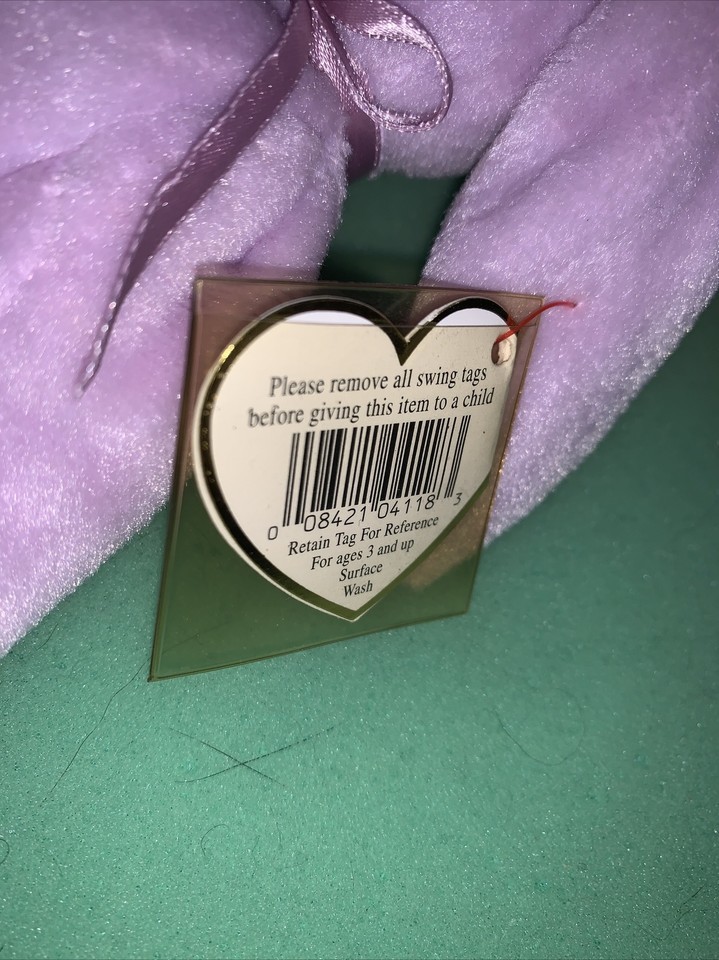 Please remove all swing tags
before giving this item to a child
0 08421 04118 3
Retain Tag For Reference
For ages 3 and up
Surface
Wash